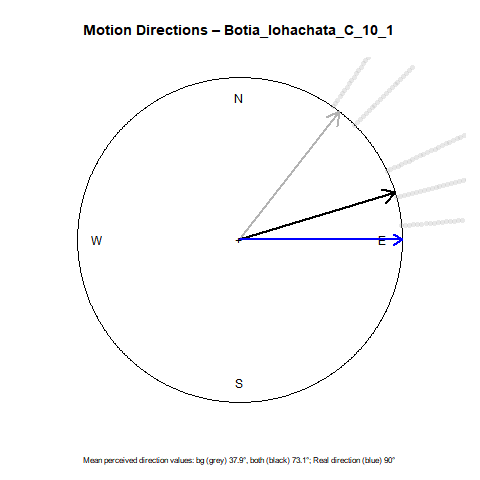 Motion Directions – Botia_lohachata_C_10_1
N
W
E
S
Mean perceived direction values: bg (grey) 37.9°, both (black) 73.1°; Real direction (blue) 90°